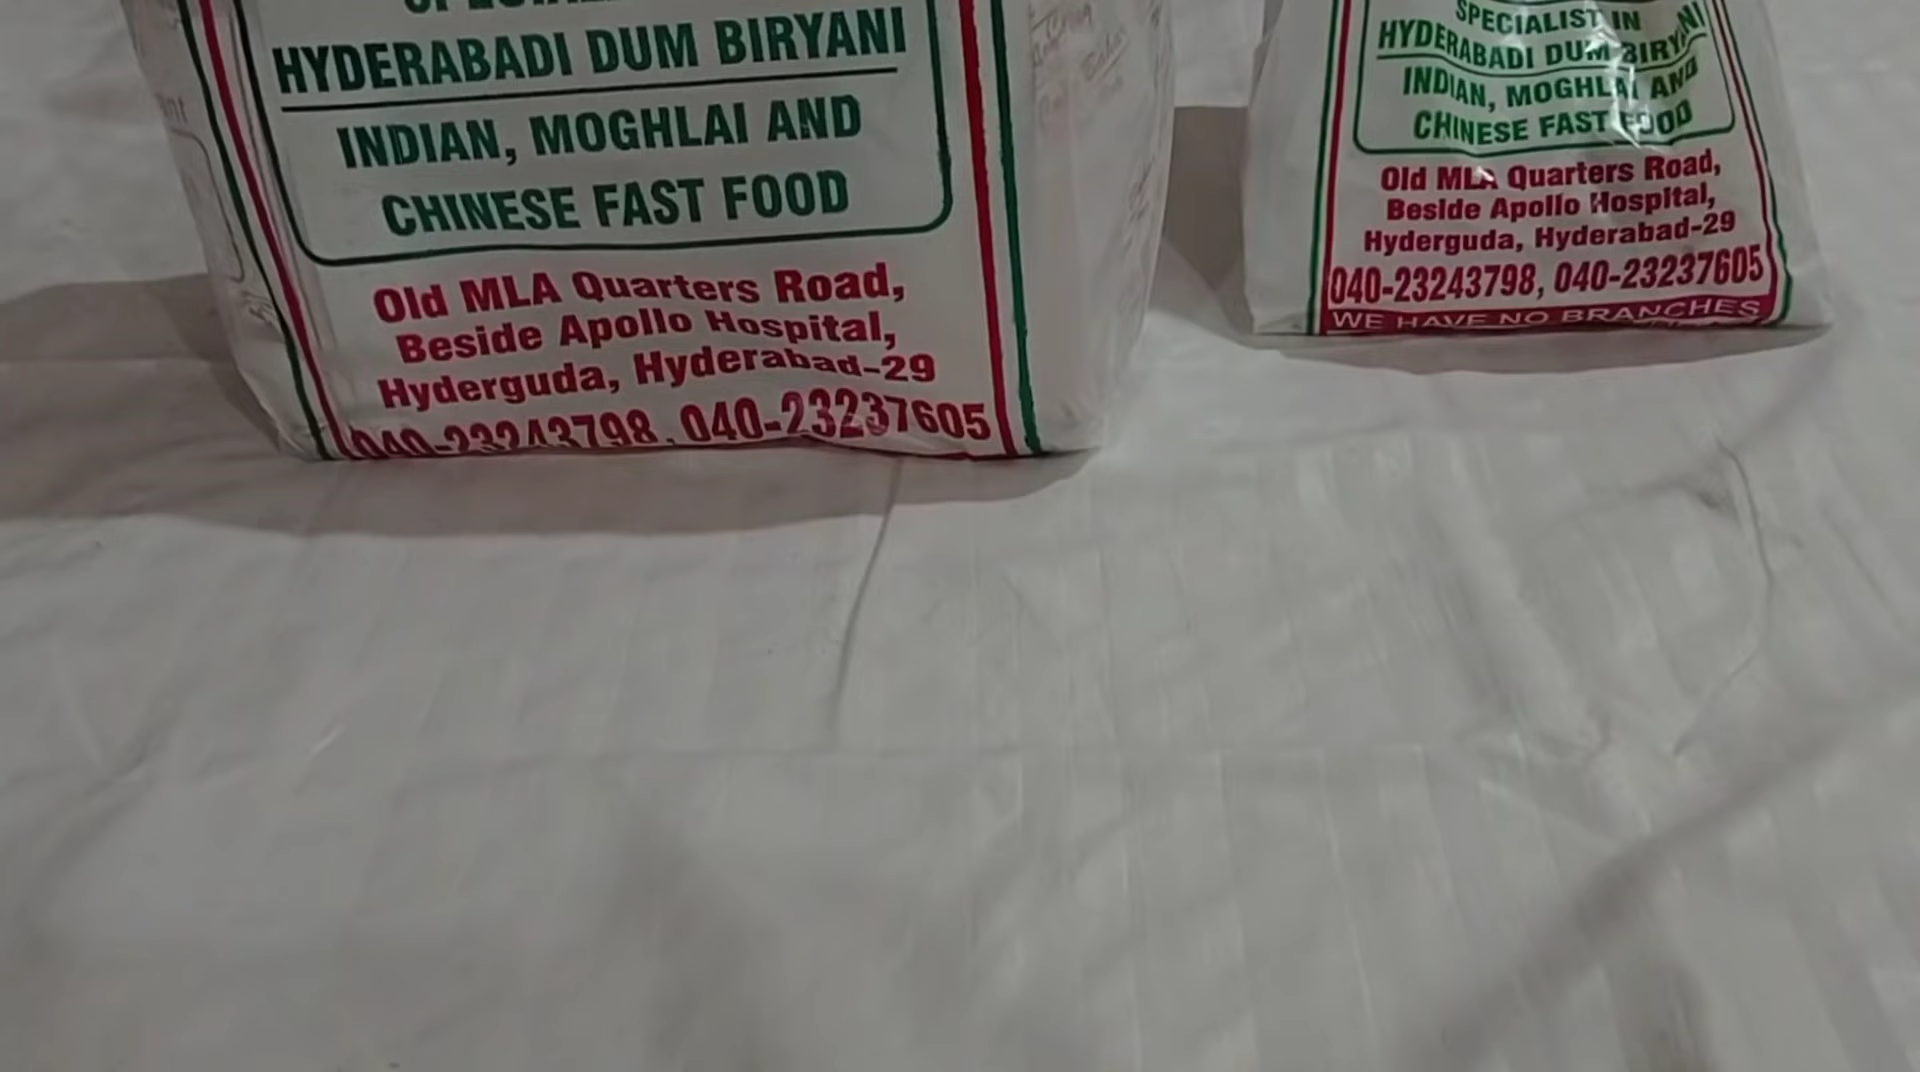 HYDERABADI DUM BIRYANI
INDIAN, MOGHLAI AND
CHINESE FAST FOOD
Old MLA Quarters Road,
Beside Apollo Hospital,
Hyderguda, Hyderabad-29
040-23243798, 040-23237605
SPECIALIST IN
HYDERABADI DUM BIRYANI
INDIAN, MOGHLAI AND
CHINESE FAST FOOD
Old MLA Quarters Road,
Beside Apollo Hospital,
Hyderguda, Hyderabad-29
040-23243798, 040-23237605
WE HAVE NO BRANCHES